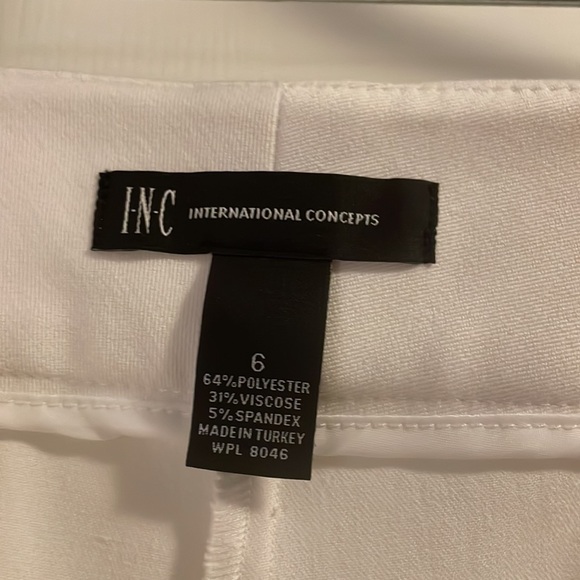 I·N·C INTERNATIONAL CONCEPTS
6
64% POLYESTER
31% VISCOSE
5% SPANDEX
MADE IN TURKEY
WPL 8046